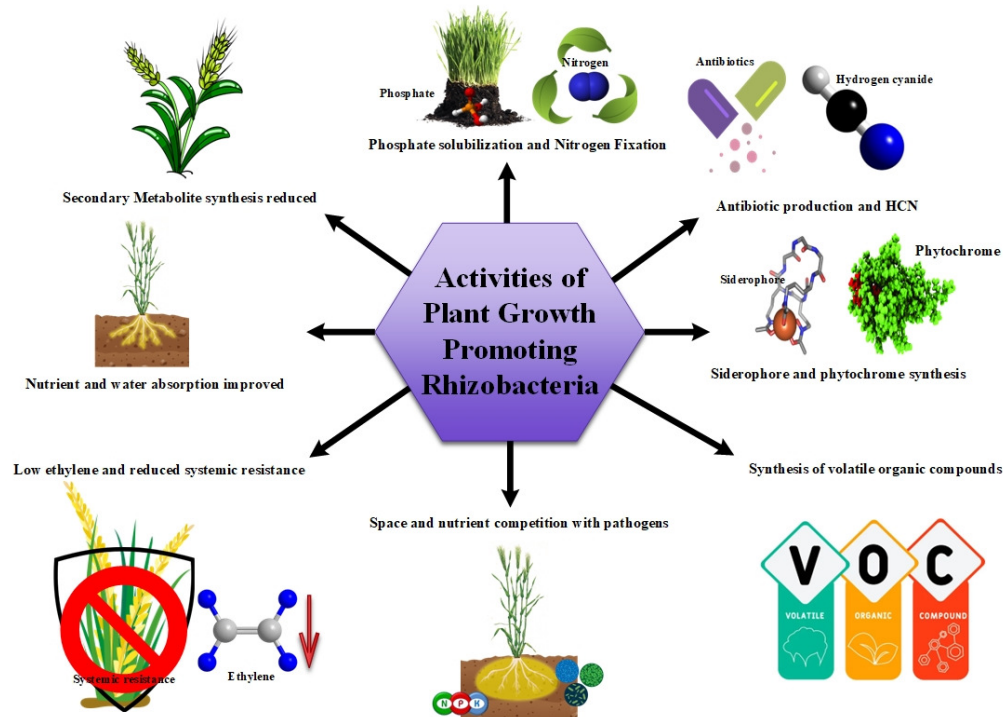 Nitrogen
Phosphate
Phosphate solubilization and Nitrogen Fixation
Antibiotics
Hydrogen cyanide
Antibiotic production and HCN
Secondary Metabolite synthesis reduced
Activities of
Plant Growth
Promoting
Rhizobacteria
Phytochrome
Siderophore
Siderophore and phytochrome synthesis
Nutrient and water absorption improved
Low ethylene and reduced systemic resistance
Systemic resistance
Ethylene
Space and nutrient competition with pathogens
N P K
Synthesis of volatile organic compounds
V O C
VOLATILE ORGANIC COMPOUND